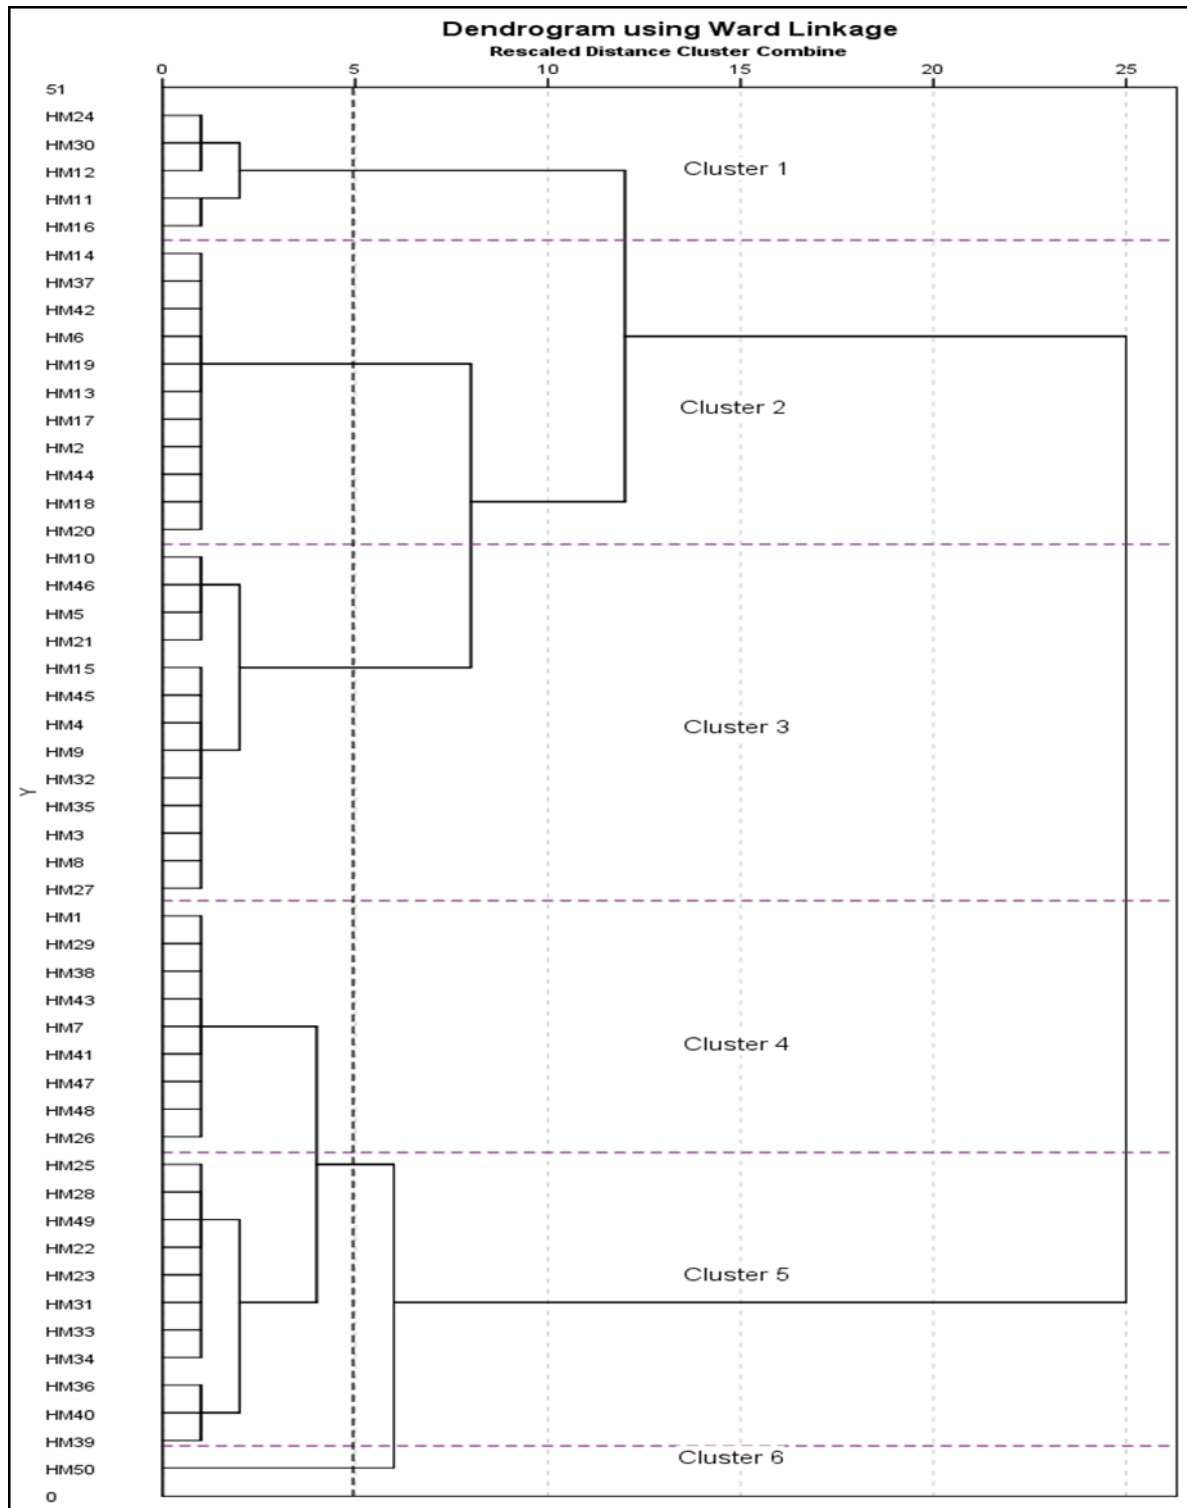 Dendrogram using Ward Linkage
Rescaled Distance Cluster Combine
0 5 10 15 20 25
51
HM24
HM30
HM12 Cluster 1
HM11
HM16
HM14
HM37
HM42
HM6
HM19
HM13
HM17 Cluster 2
HM2
HM44
HM18
HM20
HM10
HM46
HM5
HM21
HM15
HM45
HM4 Cluster 3
HM9
HM32
Y
HM35
HM3
HM8
HM27
HM1
HM29
HM38
HM43
HM7
HM41 Cluster 4
HM47
HM48
HM26
HM25
HM28
HM49
HM22
HM23 Cluster 5
HM31
HM33
HM34
HM36
HM40
HM39
Cluster 6
HM50
0